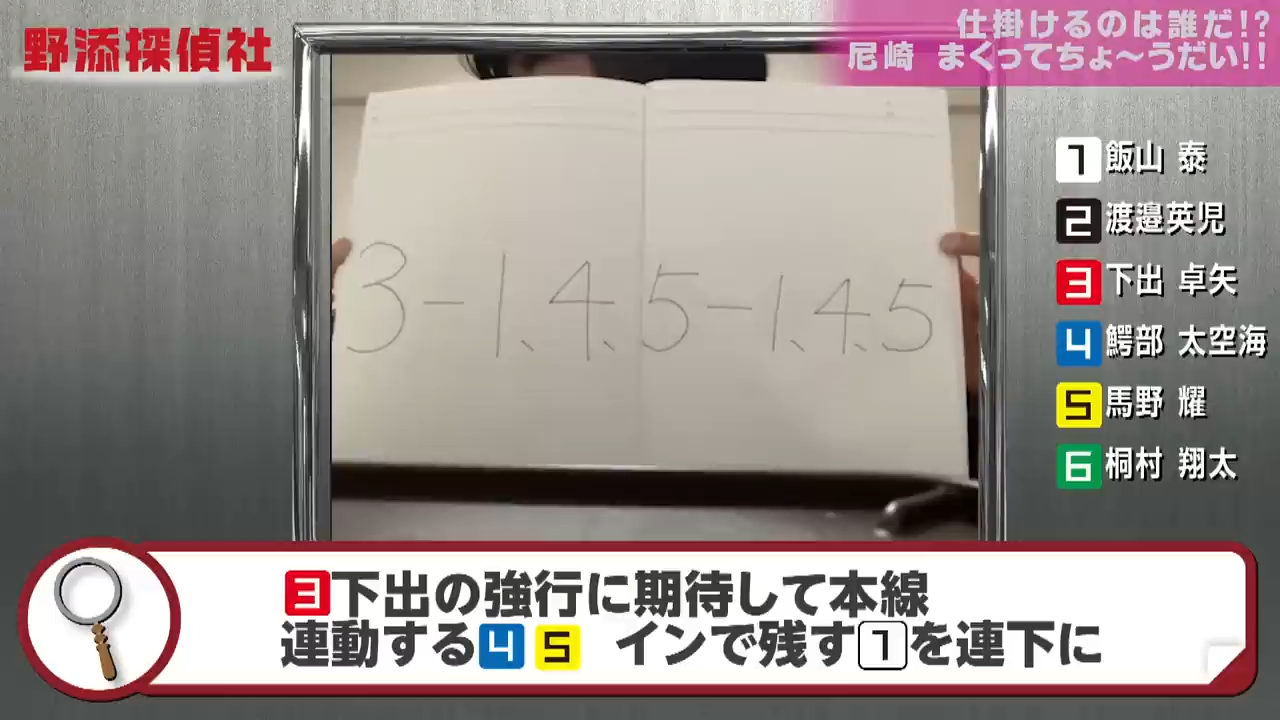 野添探偵社
仕掛けるのは誰だ!?
尼崎 まくってちょ～うだい!!
3-1、4、5-1、4、5
1 飯山 泰
2 渡邉英児
3 下出 卓矢
4 鰐部 太空海
5 馬野 耀
6 桐村 翔太
3下出の強行に期待して本線
連動する4 5 インで残す1を連下に